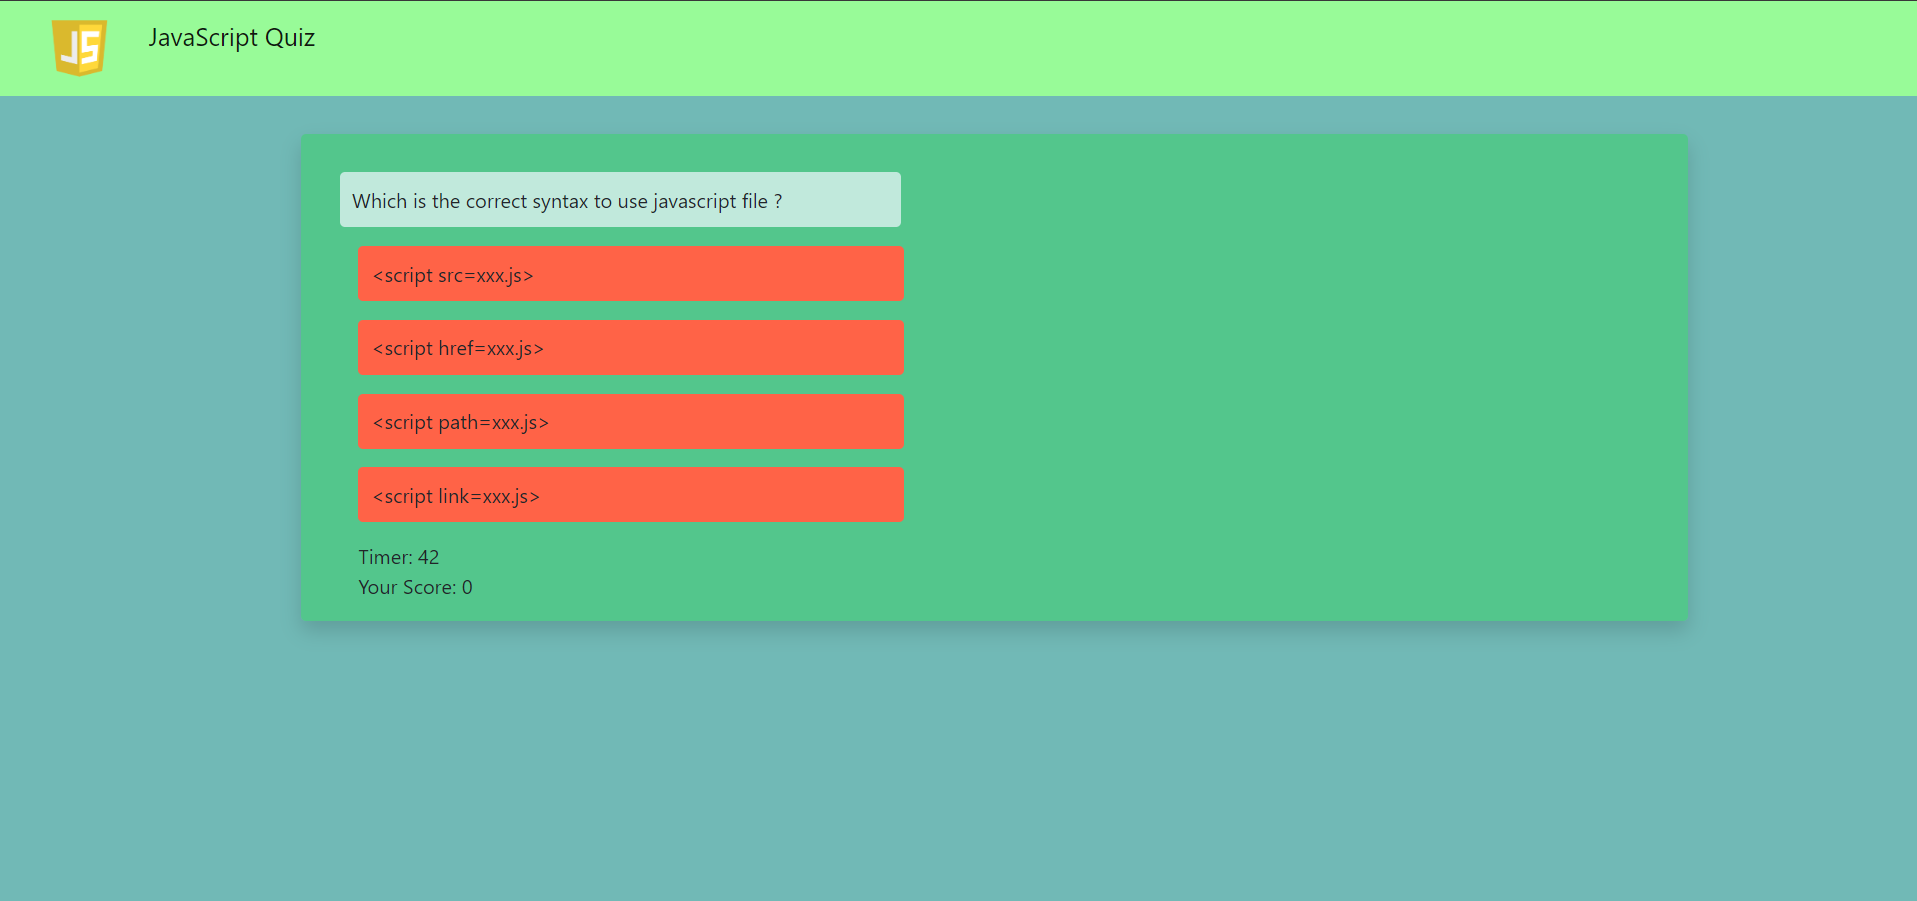 JS
JavaScript Quiz
Which is the correct syntax to use javascript file ?
<script src=xxx.js>
<script href=xxx.js>
<script path=xxx.js>
<script link=xxx.js>
Timer: 42
Your Score: 0